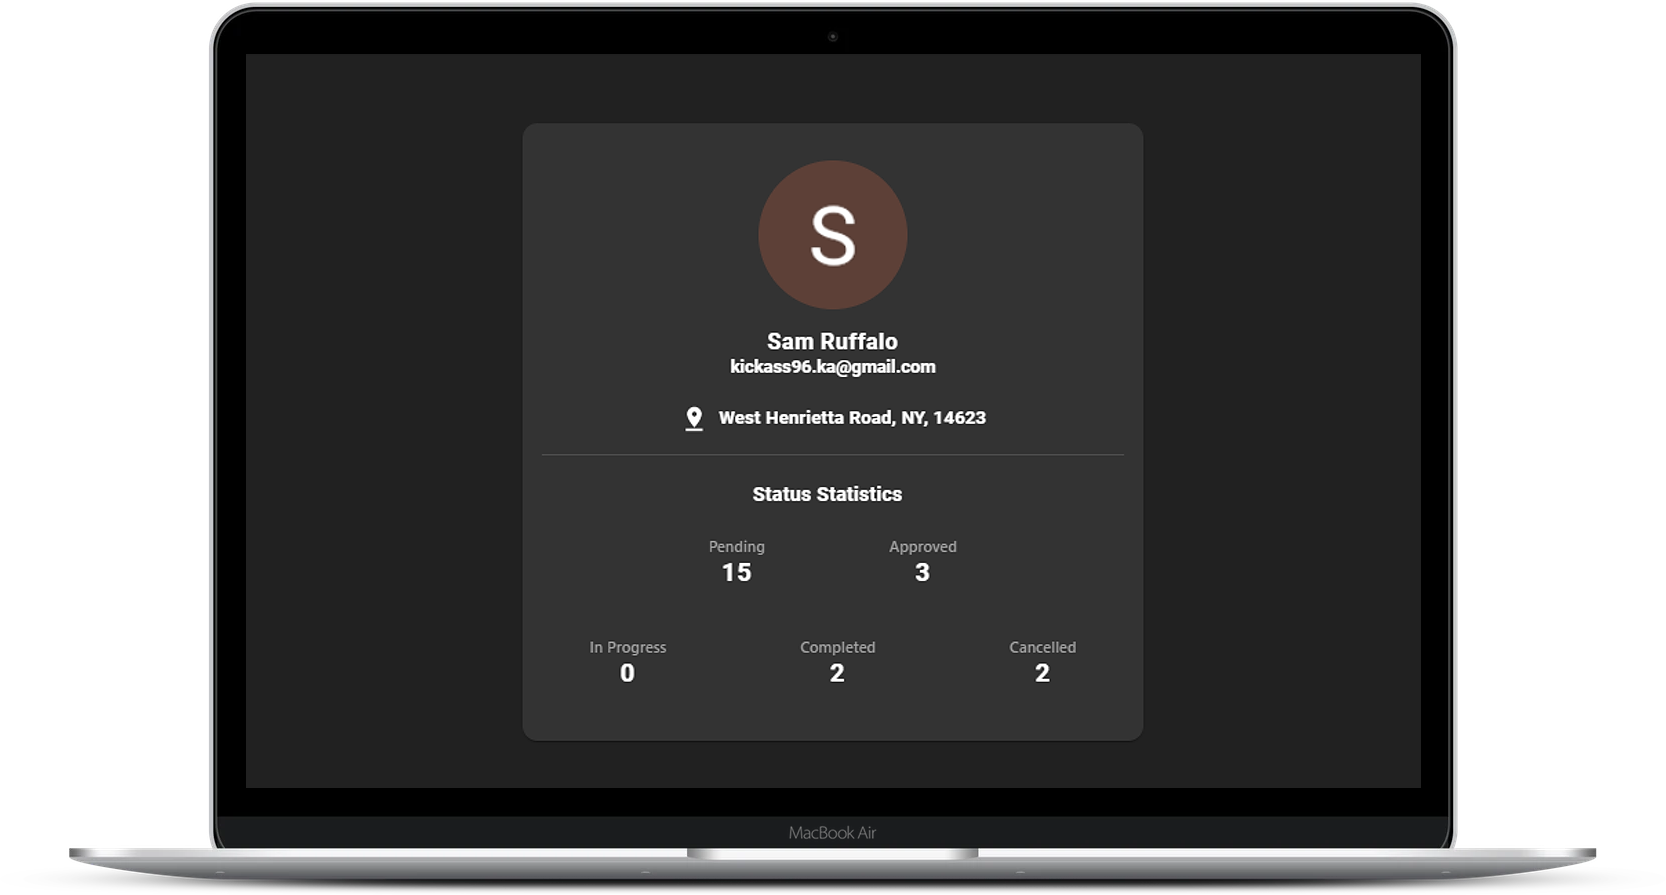 S
Sam Ruffalo
kickass96.ka@gmail.com
West Henrietta Road, NY, 14623
Status Statistics
Pending Approved
15 3
In Progress Completed Cancelled
0 2 2
MacBook Air